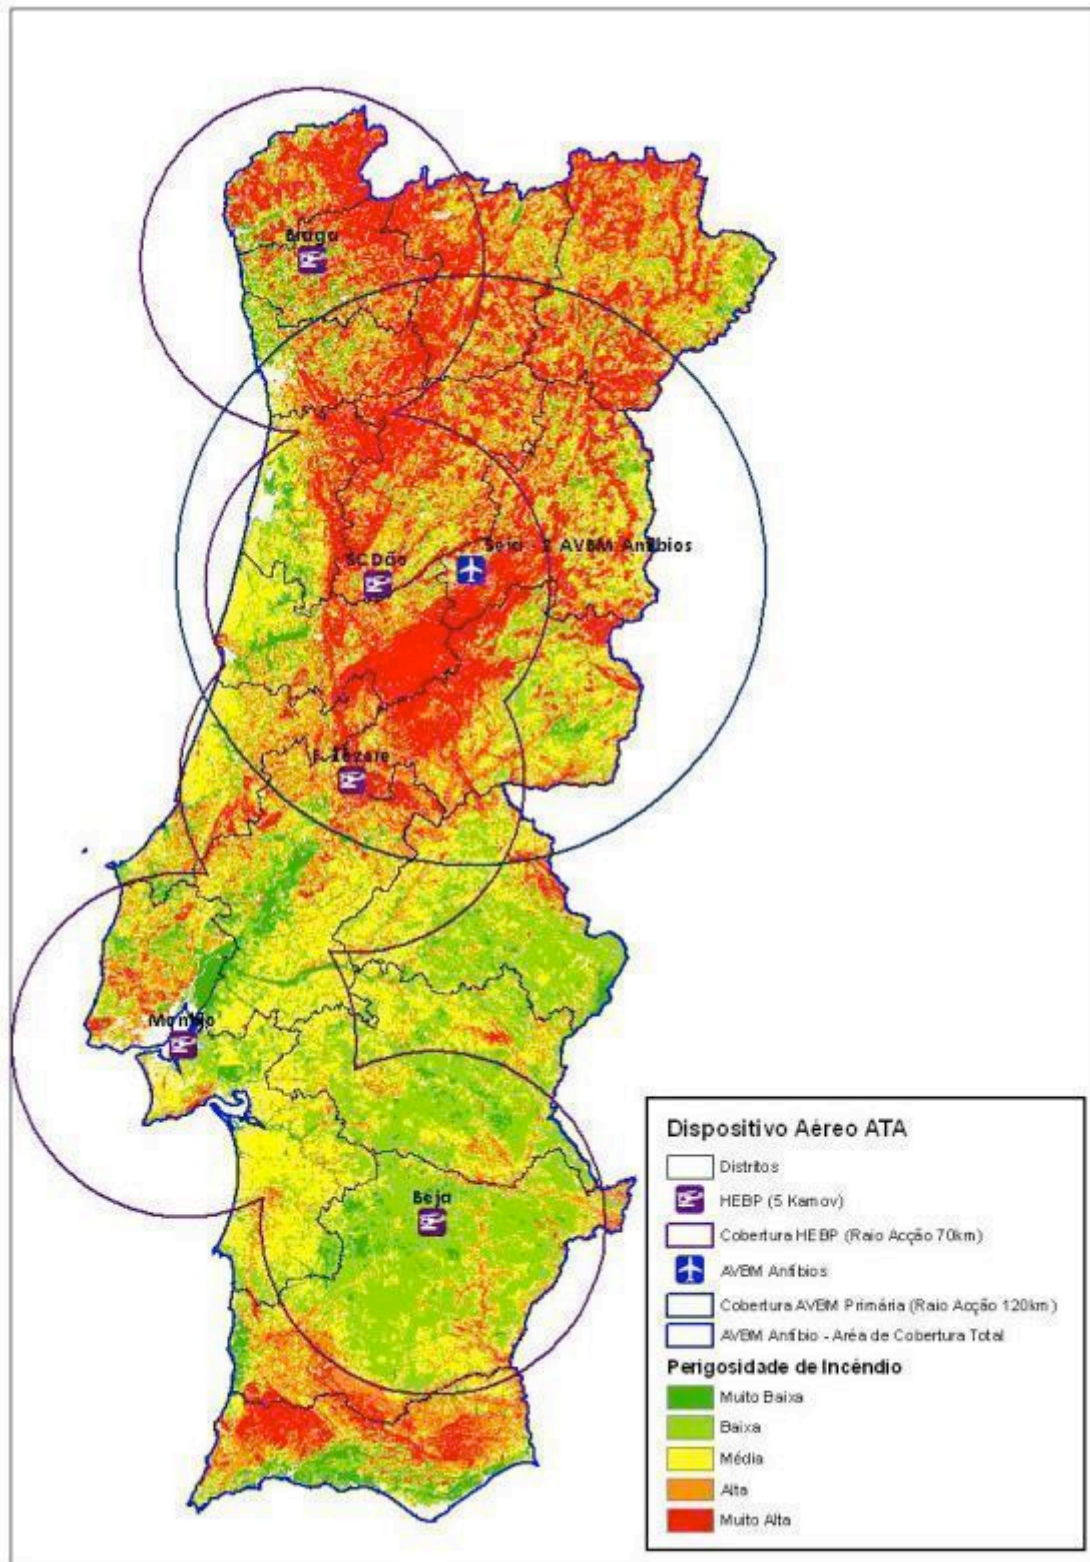 Braga
Seia - 2 AVBM Anfíbios
SC Dão
F. Zêzere
Montijo
Beja
Dispositivo Aéreo ATA
Distritos
HEBP (5 Kamov)
Cobertura HEBP (Raio Acção 70km)
AVBM Anfíbios
Cobertura AVBM Primária (Raio Acção 120km)
AVBM Anfíbio - Aréa de Cobertura Total
Perigosidade de Incêndio
Muito Baixa
Baixa
Média
Alta
Muito Alta